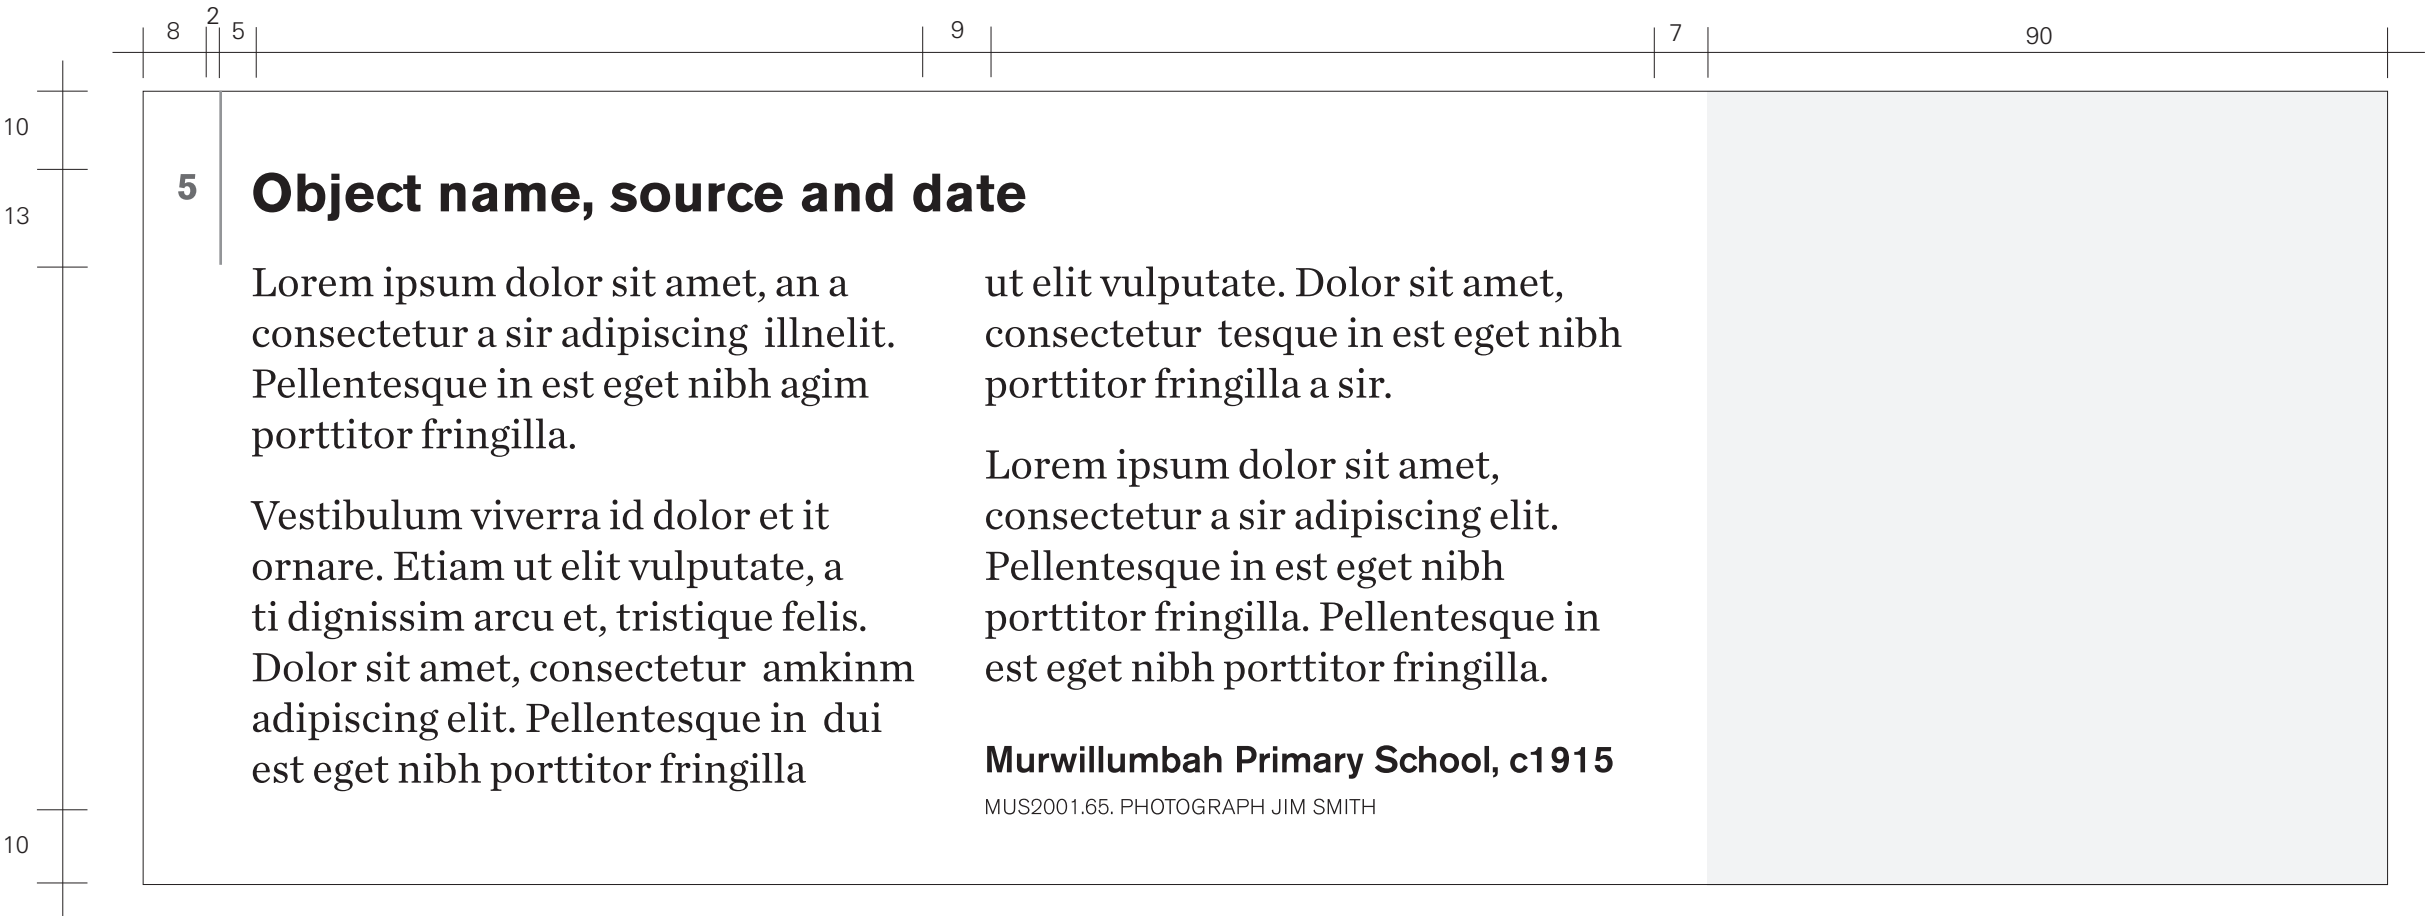 8
2
5
9
7
90
10
13
10
5
Object name, source and date
Lorem ipsum dolor sit amet, an a
consectetur a sir adipiscing  illnelit.
Pellentesque in est eget nibh agim
porttitor fringilla.
Vestibulum viverra id dolor et it
ornare. Etiam ut elit vulputate, a
ti dignissim arcu et, tristique felis.
Dolor sit amet, consectetur  amkinm
adipiscing elit. Pellentesque in  dui
est eget nibh porttitor fringilla
ut elit vulputate. Dolor sit amet,
consectetur  tesque in est eget nibh
porttitor fringilla a sir.
Lorem ipsum dolor sit amet,
consectetur a sir adipiscing elit.
Pellentesque in est eget nibh
porttitor fringilla. Pellentesque in
est eget nibh porttitor fringilla.
Murwillumbah Primary School, c1915
MUS2001.65. PHOTOGRAPH JIM SMITH